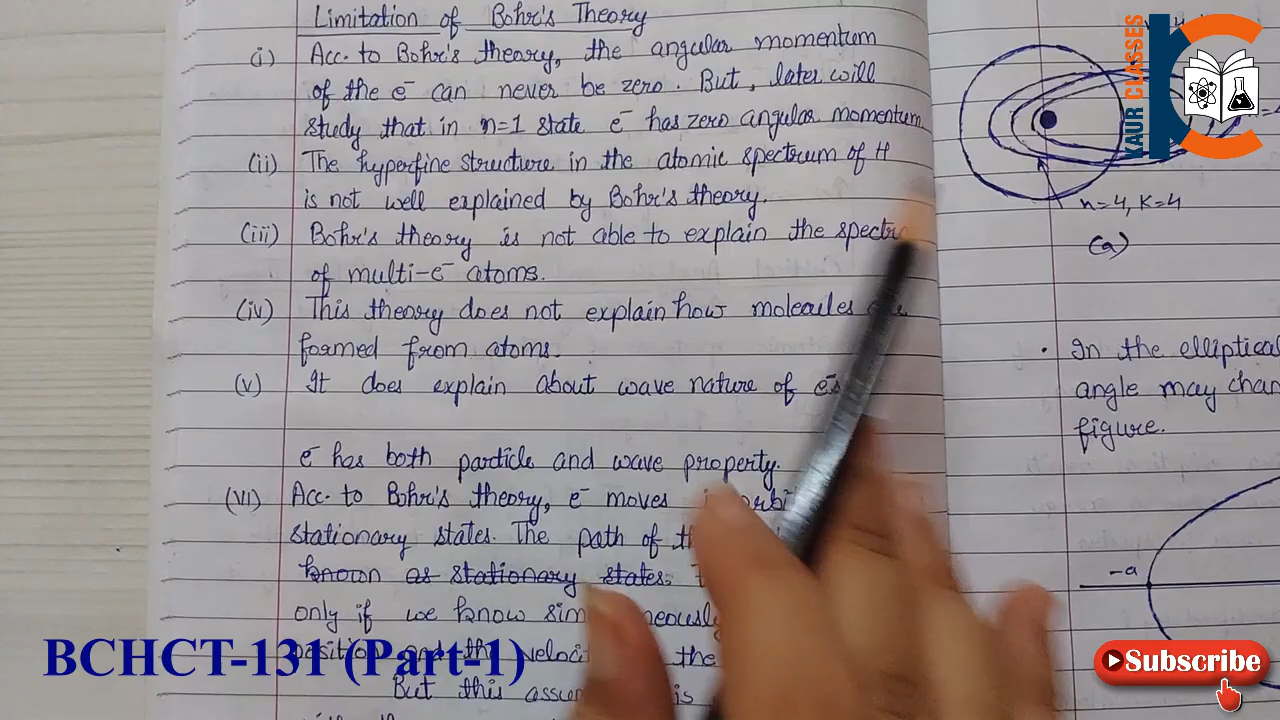 Limitation of Bohr's Theory
(i) Acc. to Bohr's theory, the angular momentum
of the e⁻ can never be zero. But, later will
study that in n=1 state e⁻ has zero angular momentum
(ii) The hyperfine structure in the atomic spectrum of H
is not well explained by Bohr's theory.
(iii) Bohr's theory is not able to explain the spectra
of multi-e⁻ atoms.
(iv) This theory does not explain how molecules
formed from atoms.
(v) It does explain about wave nature of e⁻s
e⁻ has both particle and wave property.
(vi) Acc. to Bohr's theory, e⁻ moves
stationary states. The path of
known as stationary states.
only if we know
position and the
But this
n=4, K=4
(a)
• In the elliptical
angle may
figure.
-a
KAUR CLASSES
BCHCT-131 (Part-1)
Subscribe